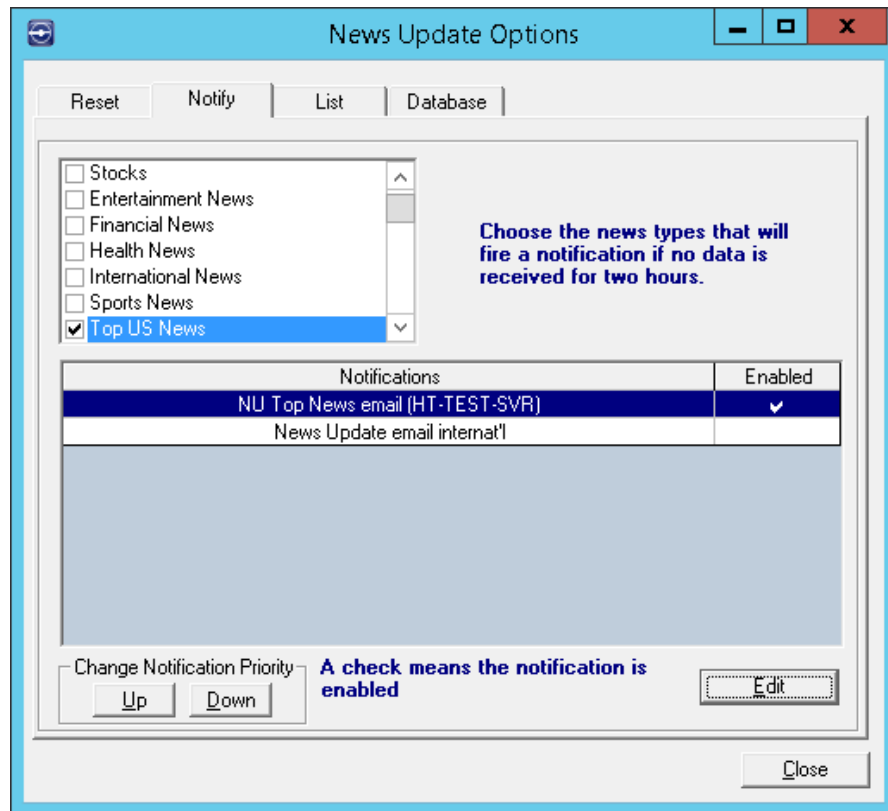 News Update Options
Reset Notify List Database
Stocks
Entertainment News
Financial News
Health News
International News
Sports News
Top US News
Choose the news types that will
fire a notification if no data is
received for two hours.
Notifications Enabled
NU Top News email (HT-TEST-SVR)
News Update email internat'l
Change Notification Priority
Up Down
A check means the notification is
enabled
Edit
Close